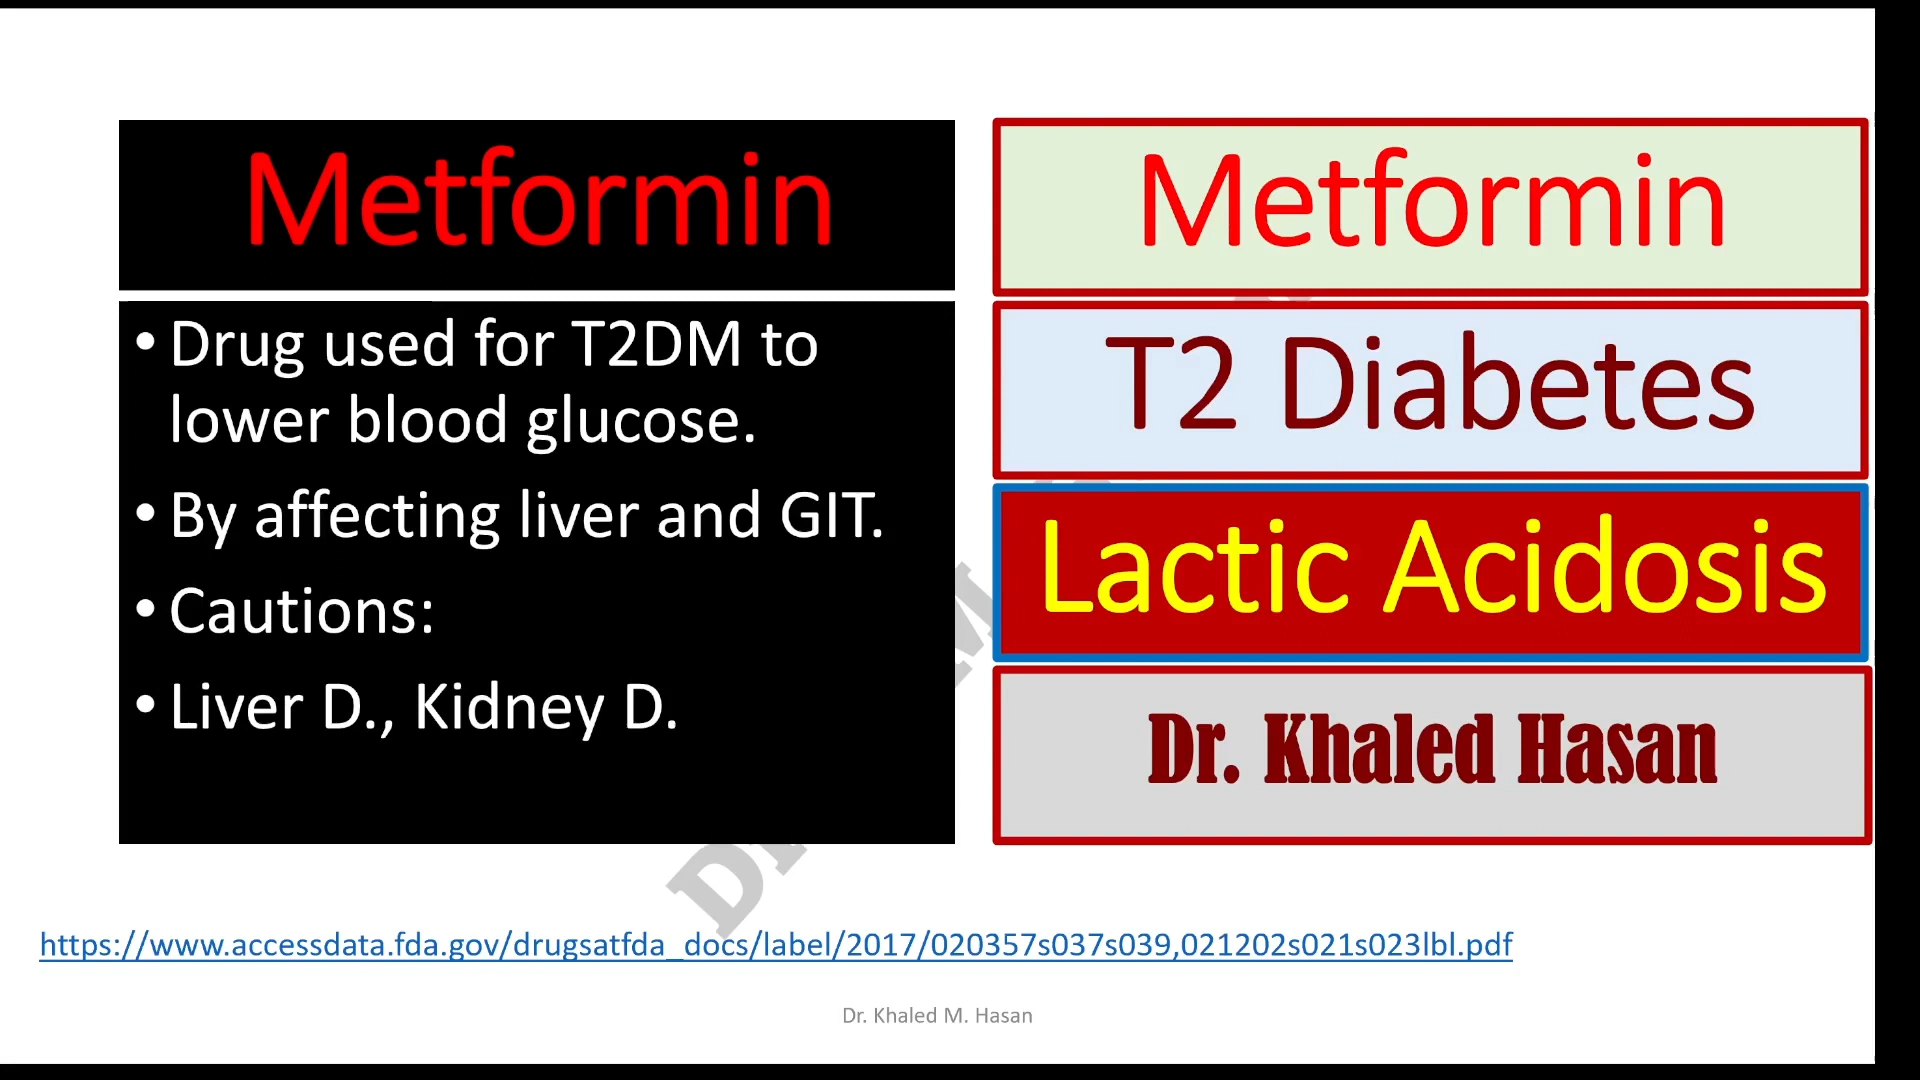 Metformin
• Drug used for T2DM to
lower blood glucose.
• By affecting liver and GIT.
• Cautions:
• Liver D., Kidney D.
Metformin
T2 Diabetes
Lactic Acidosis
Dr. Khaled Hasan
https://www.accessdata.fda.gov/drugsatfda_docs/label/2017/020357s037s039,021202s021s023lbl.pdf
Dr. Khaled M. Hasan